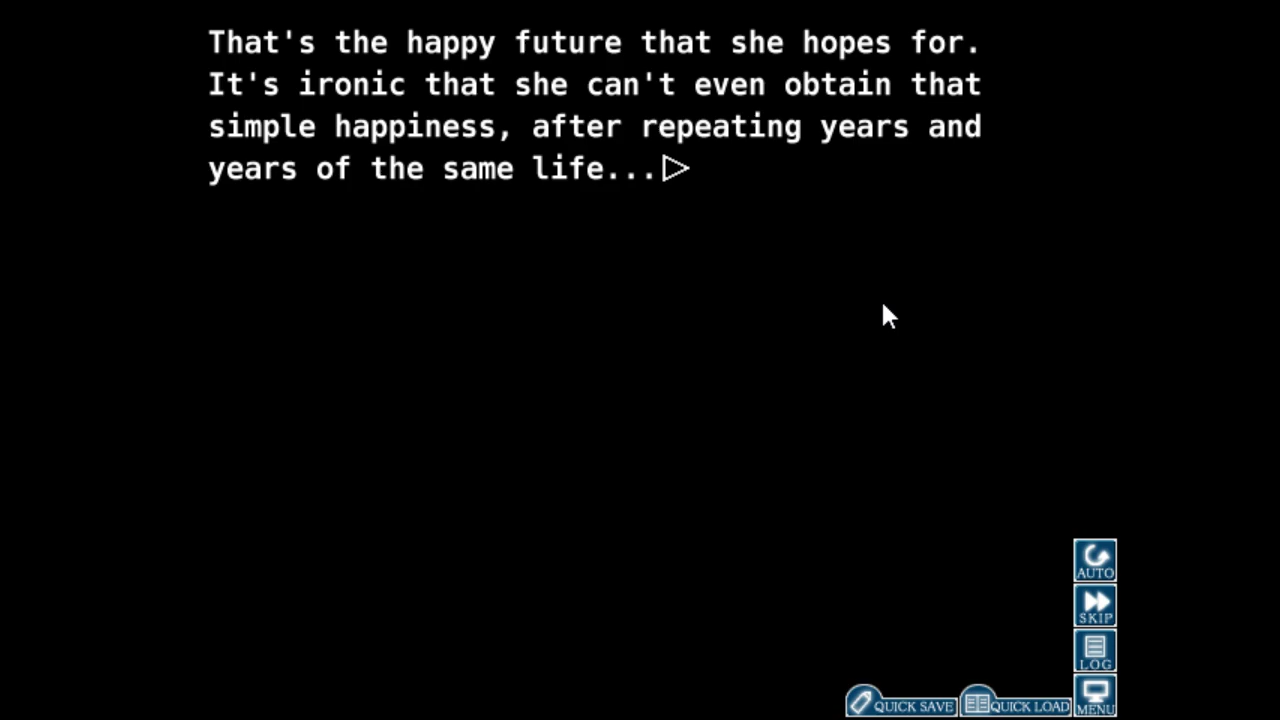 That's the happy future that she hopes for.
It's ironic that she can't even obtain that
simple happiness, after repeating years and
years of the same life...
AUTO
SKIP
LOG
QUICK SAVE
QUICK LOAD
MENU